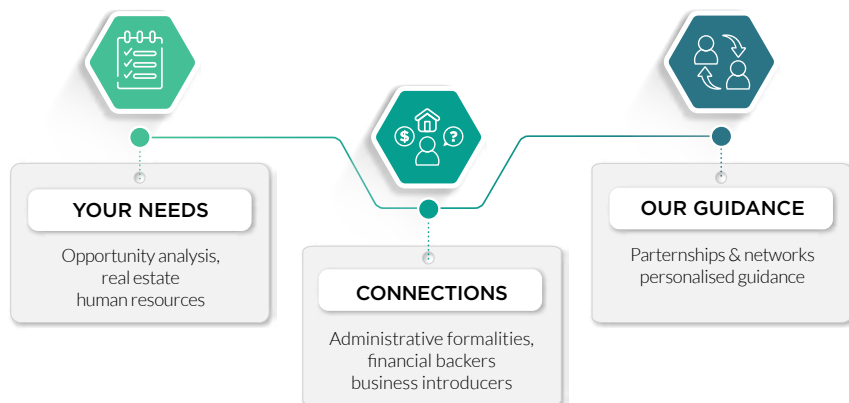 YOUR NEEDS
Opportunity analysis,
real estate
human resources
$
?
CONNECTIONS
Administrative formalities,
financial backers
business introducers
OUR GUIDANCE
Parternships & networks
personalised guidance